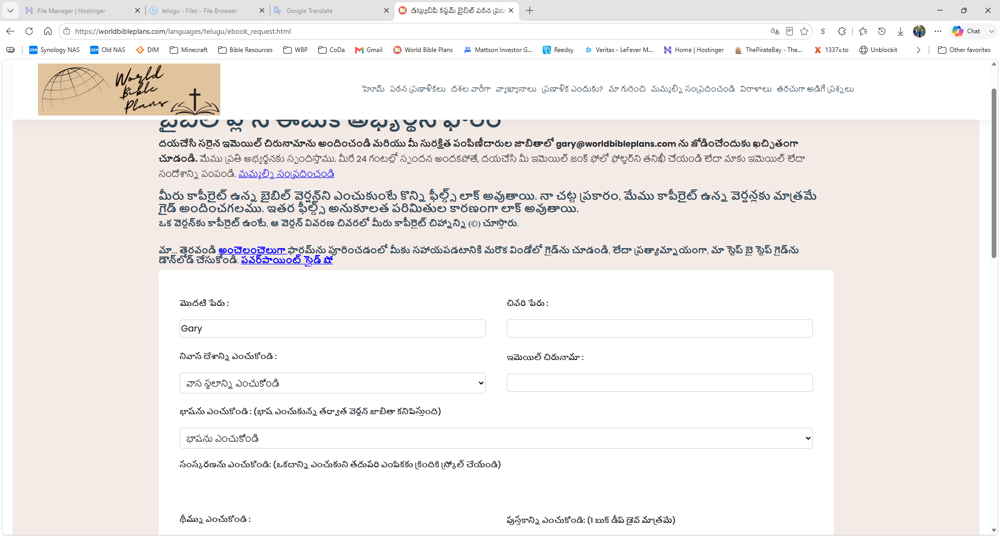 File Manager | Hostinger
telugu - Files - File Browser
Google Translate
డబ్ల్యుబిపి కస్టమ్ బైబిల్ పఠన ప్రణా
https://worldbibleplans.com/languages/telugu/ebook_request.html
Chat
Synology NAS
Old NAS
DIM
Minecraft
Bible Resources
WBP
CoDa
Gmail
World Bible Plans
Mattson Investor G...
Reedsy
Veritas - LeFever M...
Home | Hostinger
ThePirateBay - The...
1337x.to
Unblockit
Other favorites
World
Bible
Plans
హెూమ్ పఠన ప్రణాళికలు దశల వారీగా వ్యాఖ్యానాలు ప్రణాళిక ఎందుకు? మా గురించి మమ్మల్ని సంప్రదించండి విరాళాలు తరచుగా అడిగే ప్రశ్నలు
దయచేసి సరైన ఇమెయిల్ చిరునామాను అందించండి మరియు మీ సురక్షిత పంపిణీదారుల జాబితాలో gary@worldbibleplans.com ను జోడించేందుకు ఖచ్చితంగా
చూడండి. మేము ప్రతి అభ్యర్థనకు స్పందిస్తాము. మీరే 24 గంటల్లో స్పందన అందకపోతే, దయచేసి మీ ఇమెయిల్ జంక్ ఫోలో ఫోల్డర్‌ని తనిఖీ చేయండి లేదా మాకు ఇమెయిల్ లేదా
సందేశాన్ని పంపండి. మమ్మల్ని సంప్రదించండి
మీరు కాపీరైట్ ఉన్న బైబిల్ వెర్షన్‌ని ఎంచుకుంటే కొన్ని ఫీల్డ్స్ లాక్ అవుతాయి. నా చట్ట ప్రకారం, మేము కాపీరైట్ ఉన్న వెర్షన్లకు మాత్రమే
గైడ్ అందించగలము. ఇతర ఫీల్డ్స్ అనుకూలత పరిమితుల కారణంగా లాక్ అవుతాయి.
ఒక వెర్షన్‌కు కాపీరైట్ ఉంటే, ఆ వెర్షన్ వివరణ చివరలో మీరు కాపీరైట్ చిహ్నాన్ని (©) చూస్తారు.
మా... తెరవండి అంచెలంచెలుగా ఫారమ్‌ను పూరించడంలో మీకు సహాయపడటానికి మరొక విండోలో గైడ్‌ను చూడండి, లేదా ప్రత్యామ్నాయంగా, మా స్టెప్ బై స్టెప్ గైడ్‌ను
డౌన్‌లోడ్ చేసుకోండి. పవర్‌పాయింట్ స్లైడ్ షో
మొదటి పేరు :
చివరి పేరు :
Gary
నివాస దేశాన్ని ఎంచుకోండి :
ఇమెయిల్ చిరునామా :
వాస స్థలాన్ని ఎంచుకోండి
భాషను ఎంచుకోండి : (భాష ఎంచుకున్న తర్వాత వెర్షన్ జాబితా కనిపిస్తుంది)
భాషను ఎంచుకోండి
సంస్కరణను ఎంచుకోండి: (ఒకదాన్ని ఎంచుకుని తదుపరి ఎంపికకు క్రిందికి స్క్రోల్ చేయండి)
థీమ్ను ఎంచుకోండి :
పుస్తకాన్ని ఎంచుకోండి: (1 బుక్ డీప్ డైవ్ మాత్రమే)